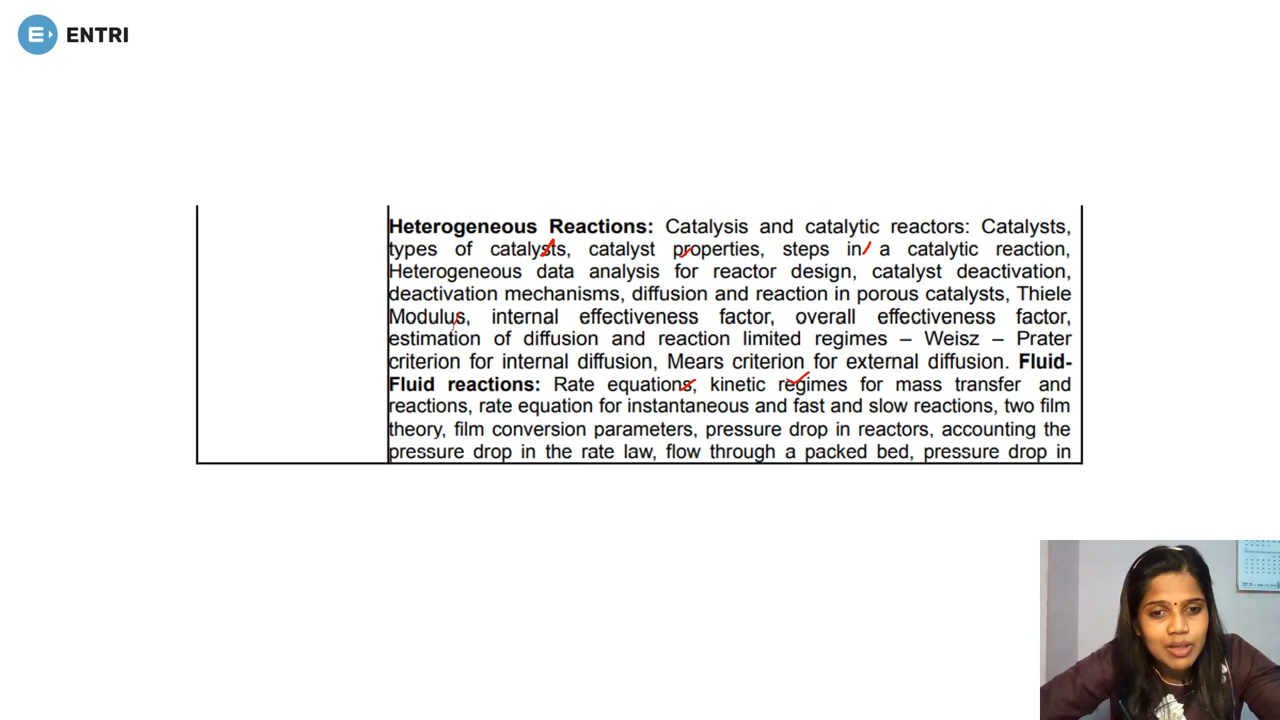 ENTRI
Heterogeneous Reactions: Catalysis and catalytic reactors: Catalysts,
types of catalysts, catalyst properties, steps in a catalytic reaction,
Heterogeneous data analysis for reactor design, catalyst deactivation,
deactivation mechanisms, diffusion and reaction in porous catalysts, Thiele
Modulus, internal effectiveness factor, overall effectiveness factor,
estimation of diffusion and reaction limited regimes – Weisz – Prater
criterion for internal diffusion, Mears criterion for external diffusion. Fluid-
Fluid reactions: Rate equations, kinetic regimes for mass transfer and
reactions, rate equation for instantaneous and fast and slow reactions, two film
theory, film conversion parameters, pressure drop in reactors, accounting the
pressure drop in the rate law, flow through a packed bed, pressure drop in